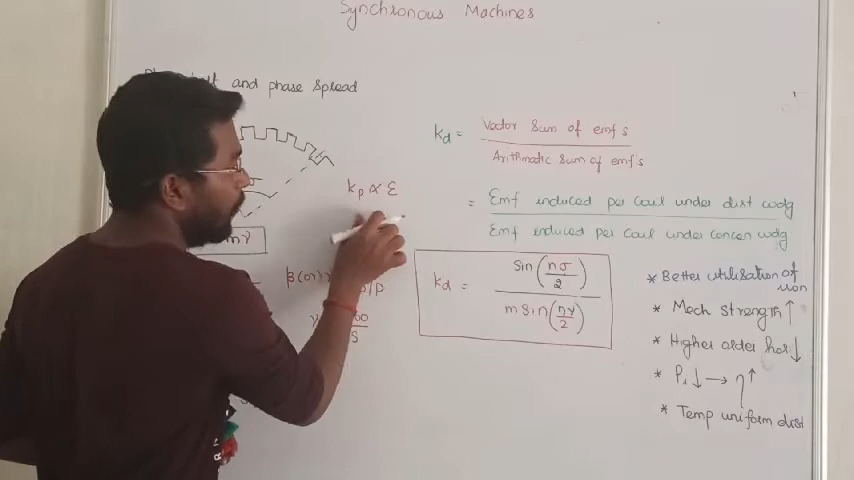 Synchronous Machines
and phase spread
kd = Vector Sum of emf s
Arithmatic Sum of emf's
kp ∝ ε
= Emf induced per coil under dist wdg
Emf induced per coil under concen wdg
kd = sin (nσ/2)
m sin (nγ/2)
* Better utilisation of
iron
* Mech strength ↑
* Higher order har ↓
* Pi ↓ → η ↑
* Temp uniform dist